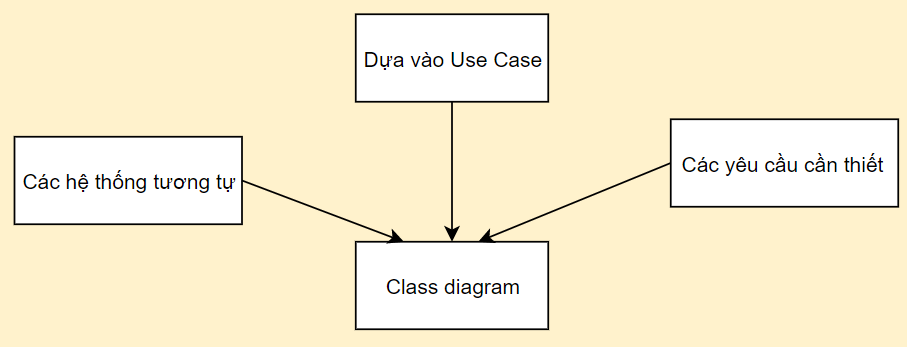 Dựa vào Use Case
Các hệ thống tương tự
Các yêu cầu cần thiết
Class diagram